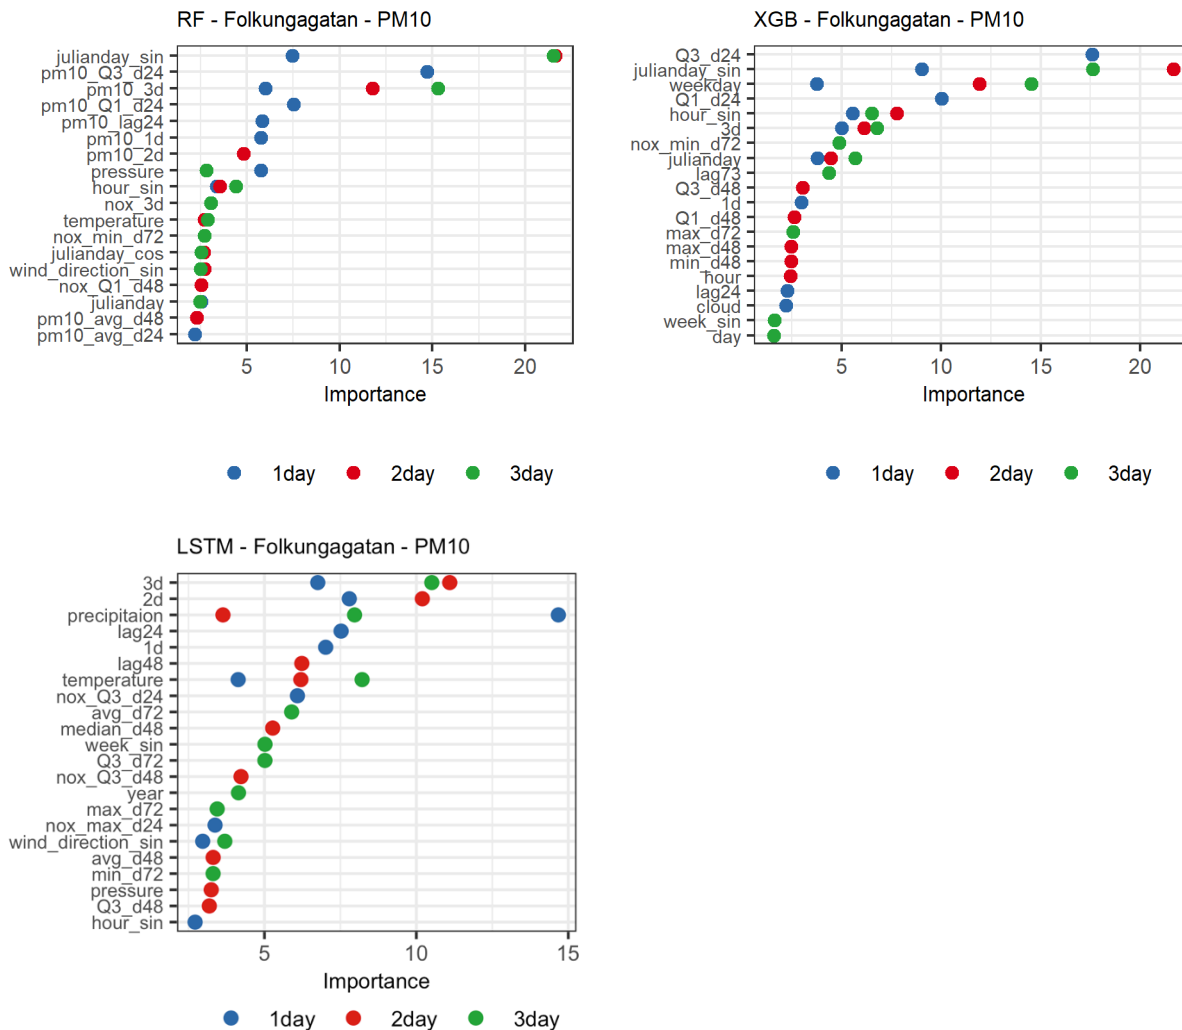 RF - Folkungagatan - PM10
julianday_sin
pm10_Q3_d24
pm10_3d
pm10_Q1_d24
pm10_lag24
pm10_1d
pm10_2d
pressure
hour_sin
nox_3d
temperature
nox_min_d72
julianday_cos
wind_direction_sin
nox_Q1_d48
julianday
pm10_avg_d48
pm10_avg_d24
5 10 15 20
Importance
1day 2day 3day
XGB - Folkungagatan - PM10
Q3_d24
julianday_sin
weekday
Q1_d24
hour_sin
3d
nox_min_d72
julianday
lag73
Q3_d48
1d
Q1_d48
max_d72
max_d48
min_d48
hour
lag24
cloud
week_sin
day
5 10 15 20
Importance
1day 2day 3day
LSTM - Folkungagatan - PM10
3d
2d
precipitaion
lag24
1d
lag48
temperature
nox_Q3_d24
avg_d72
median_d48
week_sin
Q3_d72
nox_Q3_d48
year
max_d72
nox_max_d24
wind_direction_sin
avg_d48
min_d72
pressure
Q3_d48
hour_sin
5 10 15
Importance
1day 2day 3day